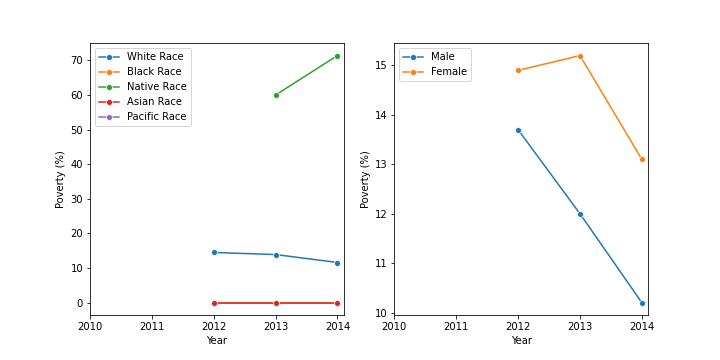 White Race
Black Race
Native Race
Asian Race
Pacific Race
70
60
50
40
30
20
10
0
Poverty (%)
2010 2011 2012 2013 2014
Year
Male
Female
15
14
13
12
11
10
Poverty (%)
2010 2011 2012 2013 2014
Year